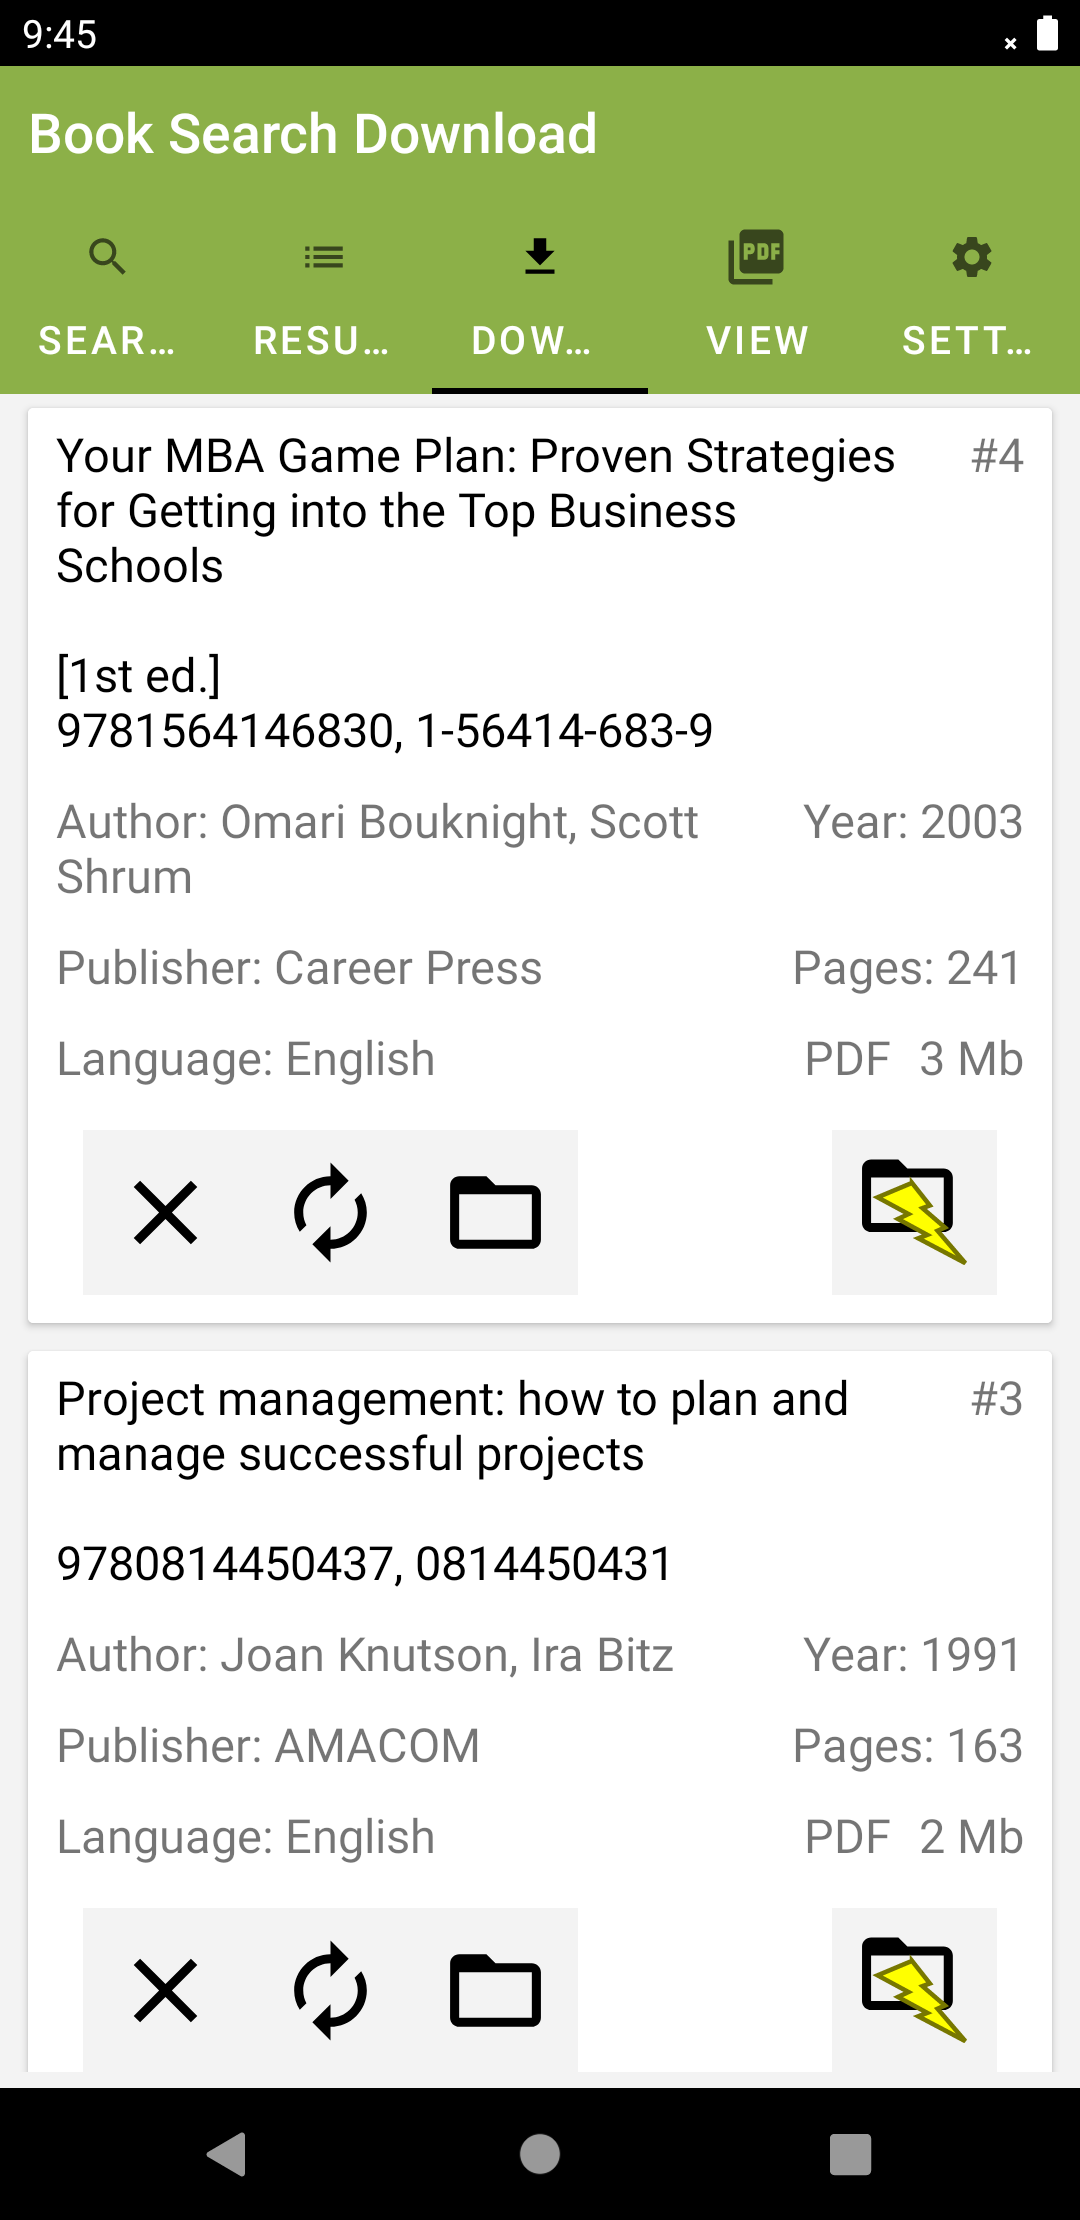 9:45
Book Search Download
PDF
SEAR... RESU... DOW... VIEW SETT...
Your MBA Game Plan: Proven Strategies #4
for Getting into the Top Business
Schools
[1st ed.]
9781564146830, 1-56414-683-9
Author: Omari Bouknight, Scott Year: 2003
Shrum
Publisher: Career Press Pages: 241
Language: English PDF 3 Mb
Project management: how to plan and #3
manage successful projects
9780814450437, 0814450431
Author: Joan Knutson, Ira Bitz Year: 1991
Publisher: AMACOM Pages: 163
Language: English PDF 2 Mb